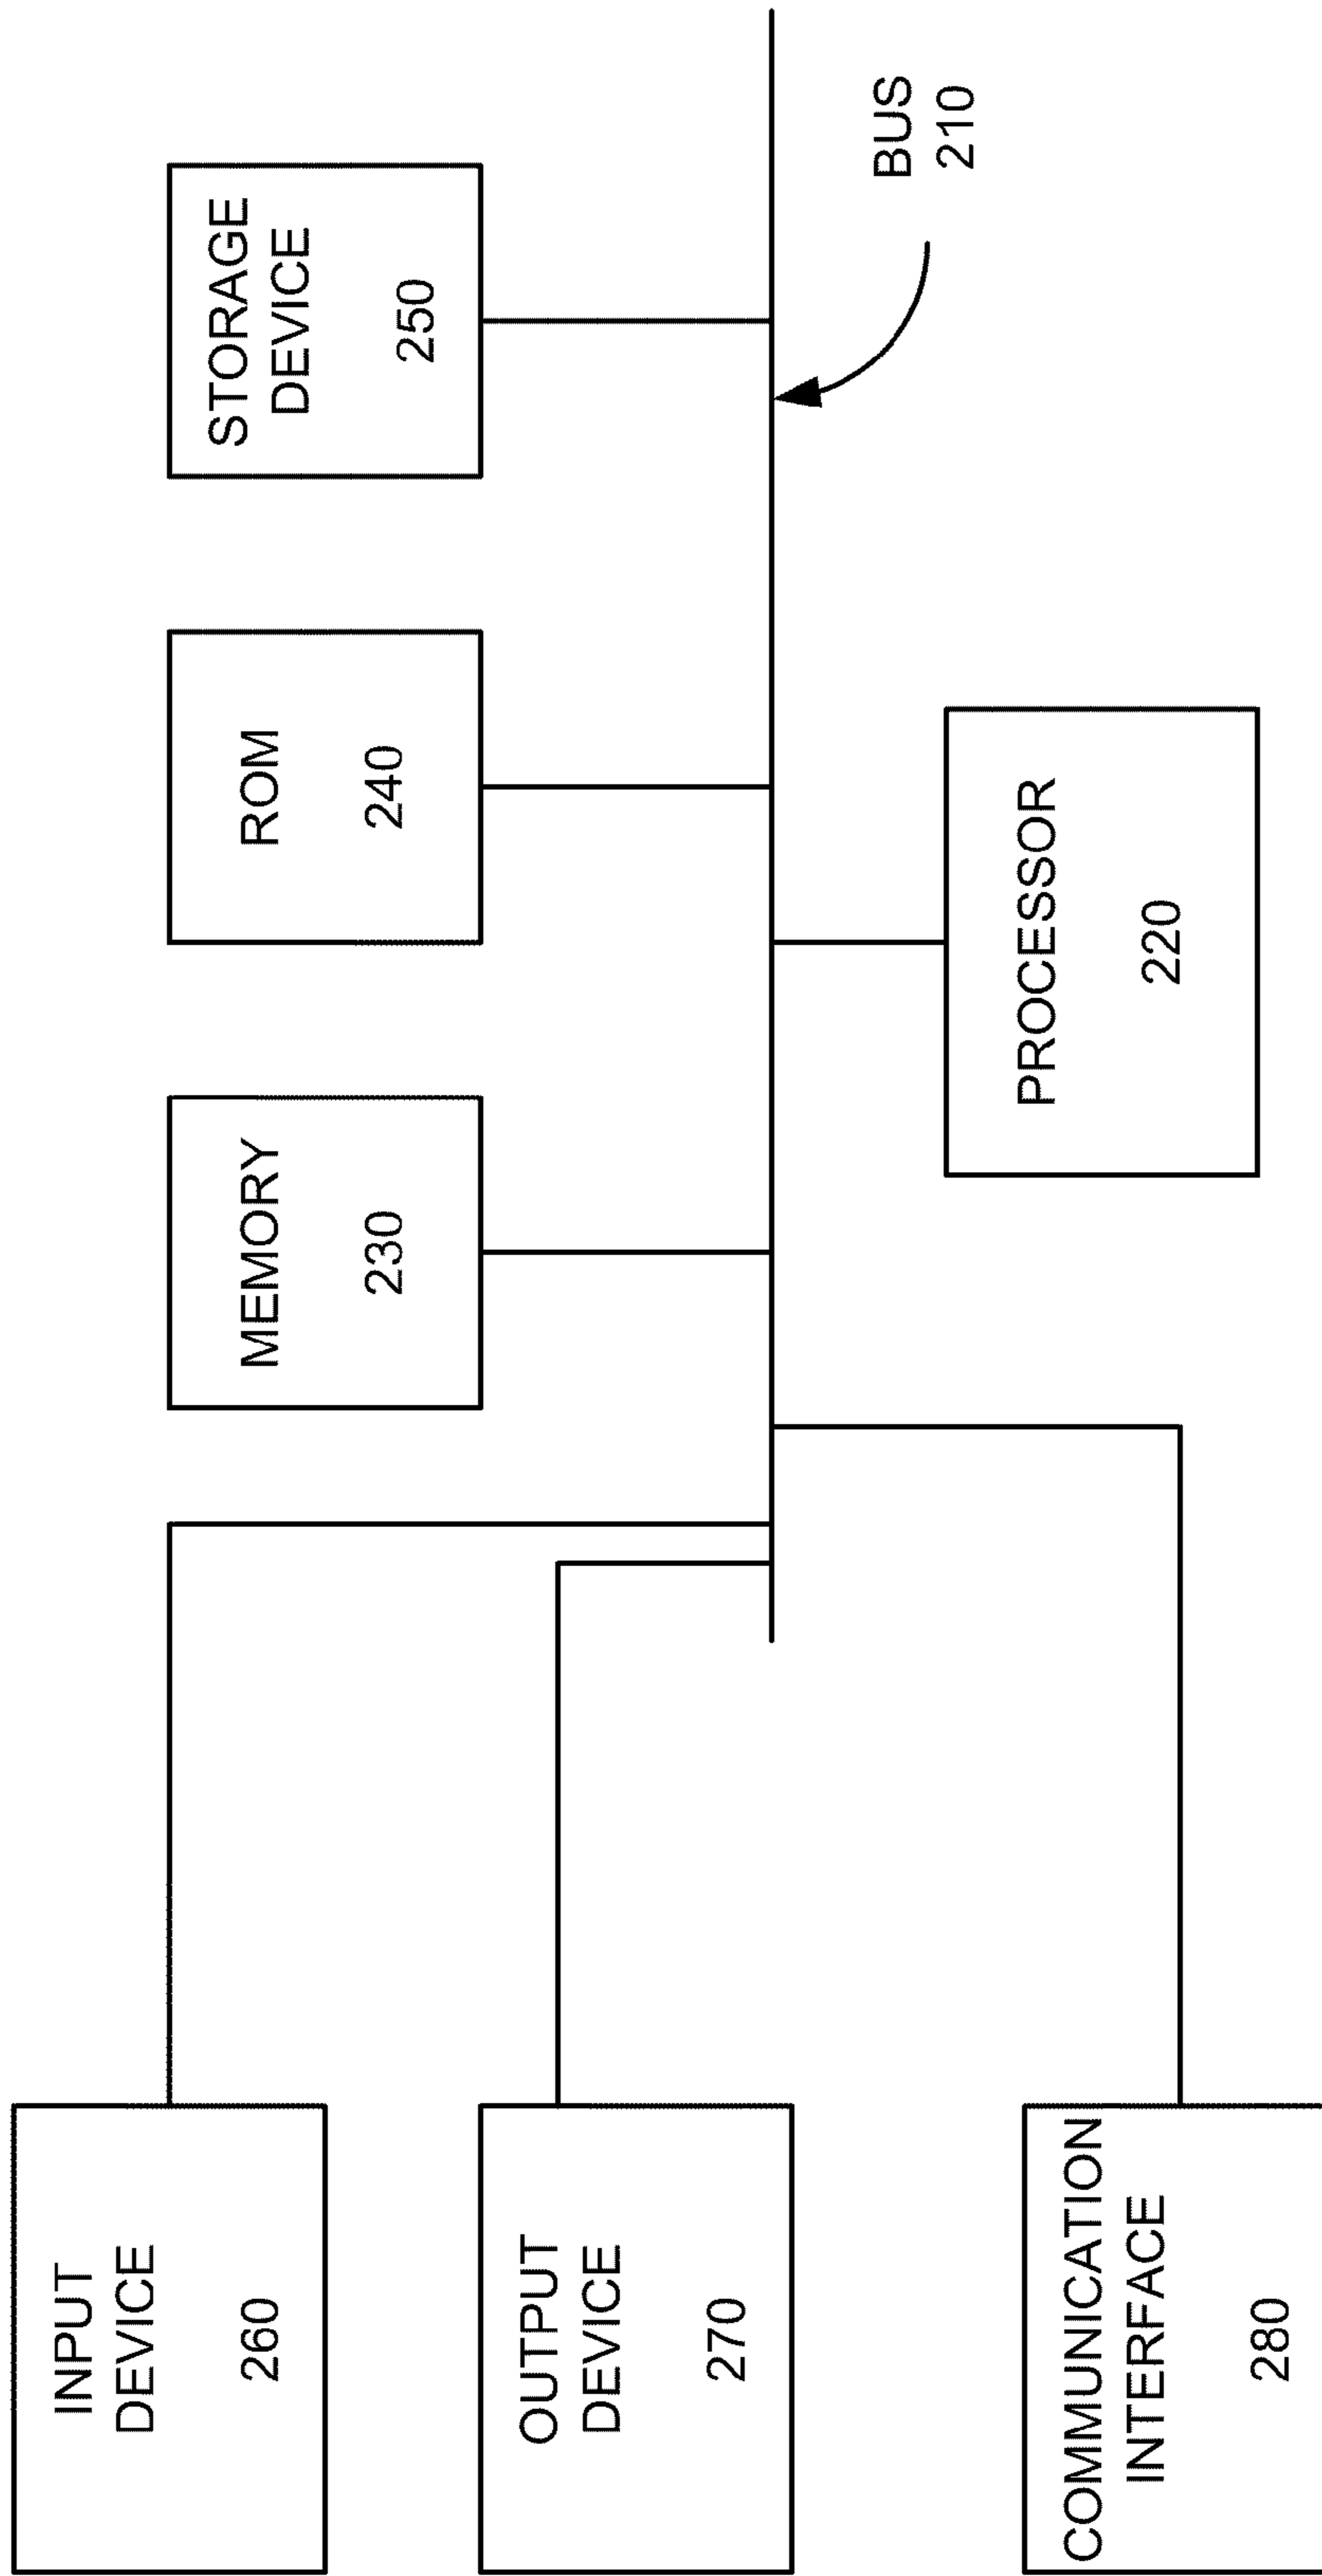 INPUT
DEVICE
260
OUTPUT
DEVICE
270
COMMUNICATION
INTERFACE
280
MEMORY
230
ROM
240
STORAGE
DEVICE
250
PROCESSOR
220
BUS
210